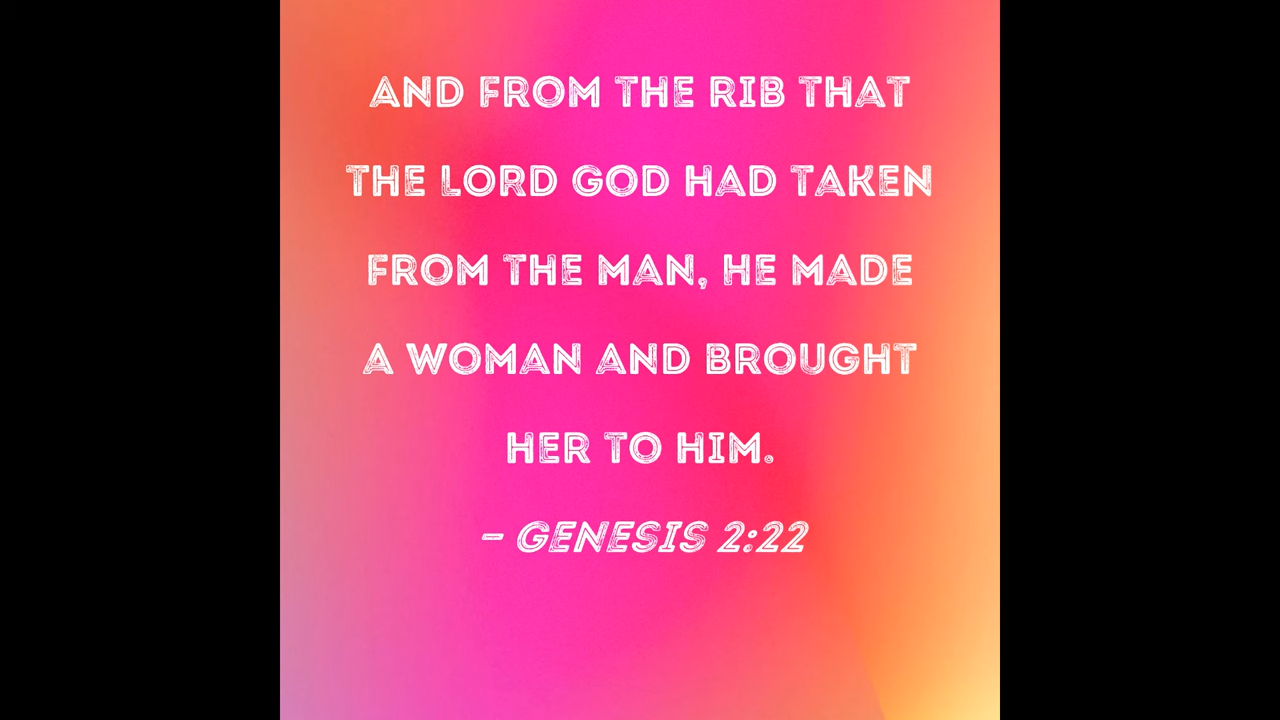 AND FROM THE RIB THAT
THE LORD GOD HAD TAKEN
FROM THE MAN, HE MADE
A WOMAN AND BROUGHT
HER TO HIM.
– GENESIS 2:22